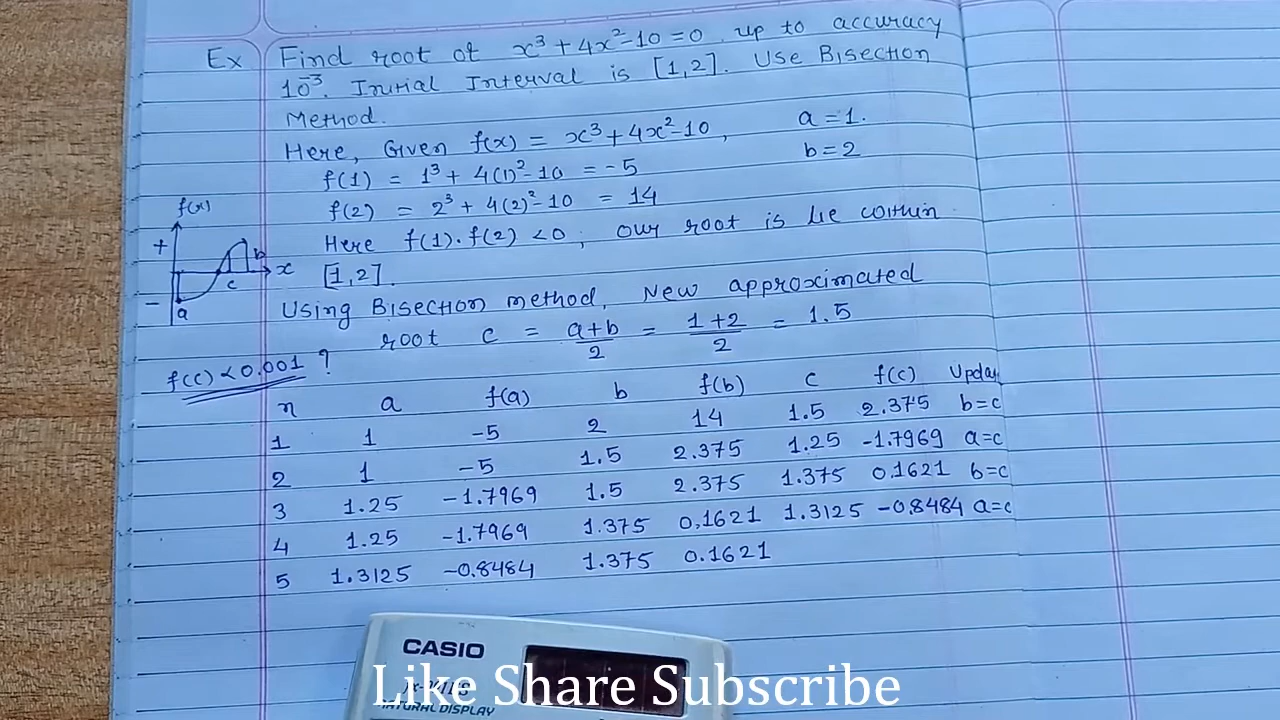 Ex Find root of x³ + 4x² - 10 = 0 up to accuracy
10⁻³. Initial Interval is [1,2]. Use Bisection
Method.
Here, Given f(x) = x³ + 4x² - 10, a = 1.
b = 2
f(1) = 1³ + 4(1)² - 10 = -5
f(2) = 2³ + 4(2)² - 10 = 14
Here f(1).f(2) < 0, our root is lie within
[1,2].
f(x)
+
b
x
c
-
a
Using Bisection method, New approximated
root c = a+b/2 = 1+2/2 = 1.5
f(c) < 0.001 ?
n a f(a) b f(b) c f(c) Updat
1 1 -5 2 14 1.5 2.375 b=c
2 1 -5 1.5 2.375 1.25 -1.7969 a=c
3 1.25 -1.7969 1.5 2.375 1.375 0.1621 b=c
4 1.25 -1.7969 1.375 0.1621 1.3125 -0.8484 a=c
5 1.3125 -0.8484 1.375 0.1621
CASIO
NATURAL DISPLAY
Like Share Subscribe